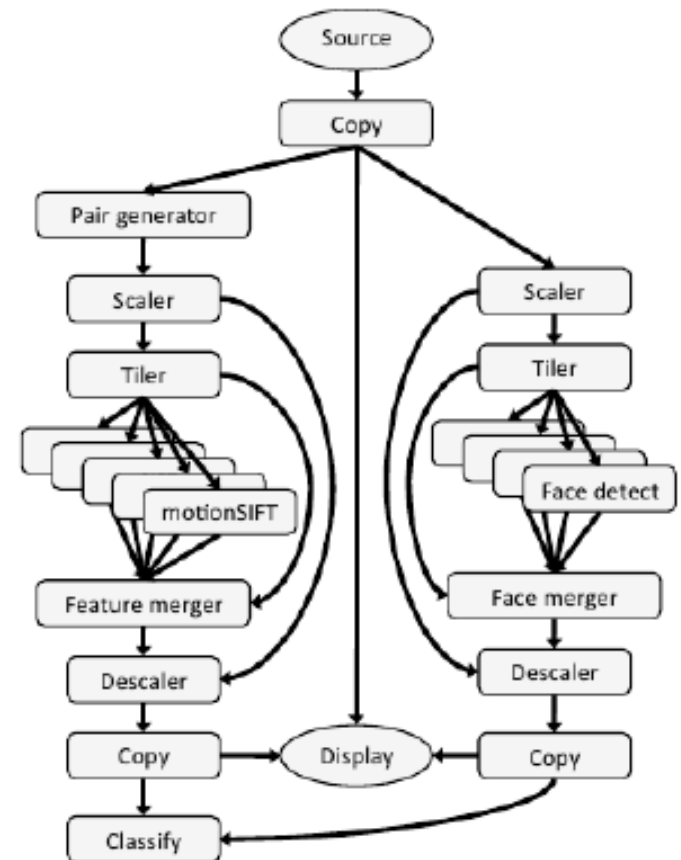 Source
Copy
Pair generator
Scaler
Scaler
Tiler
Tiler
motionSIFT
Face detect
Feature merger
Face merger
Descaler
Descaler
Copy
Display
Copy
Classify